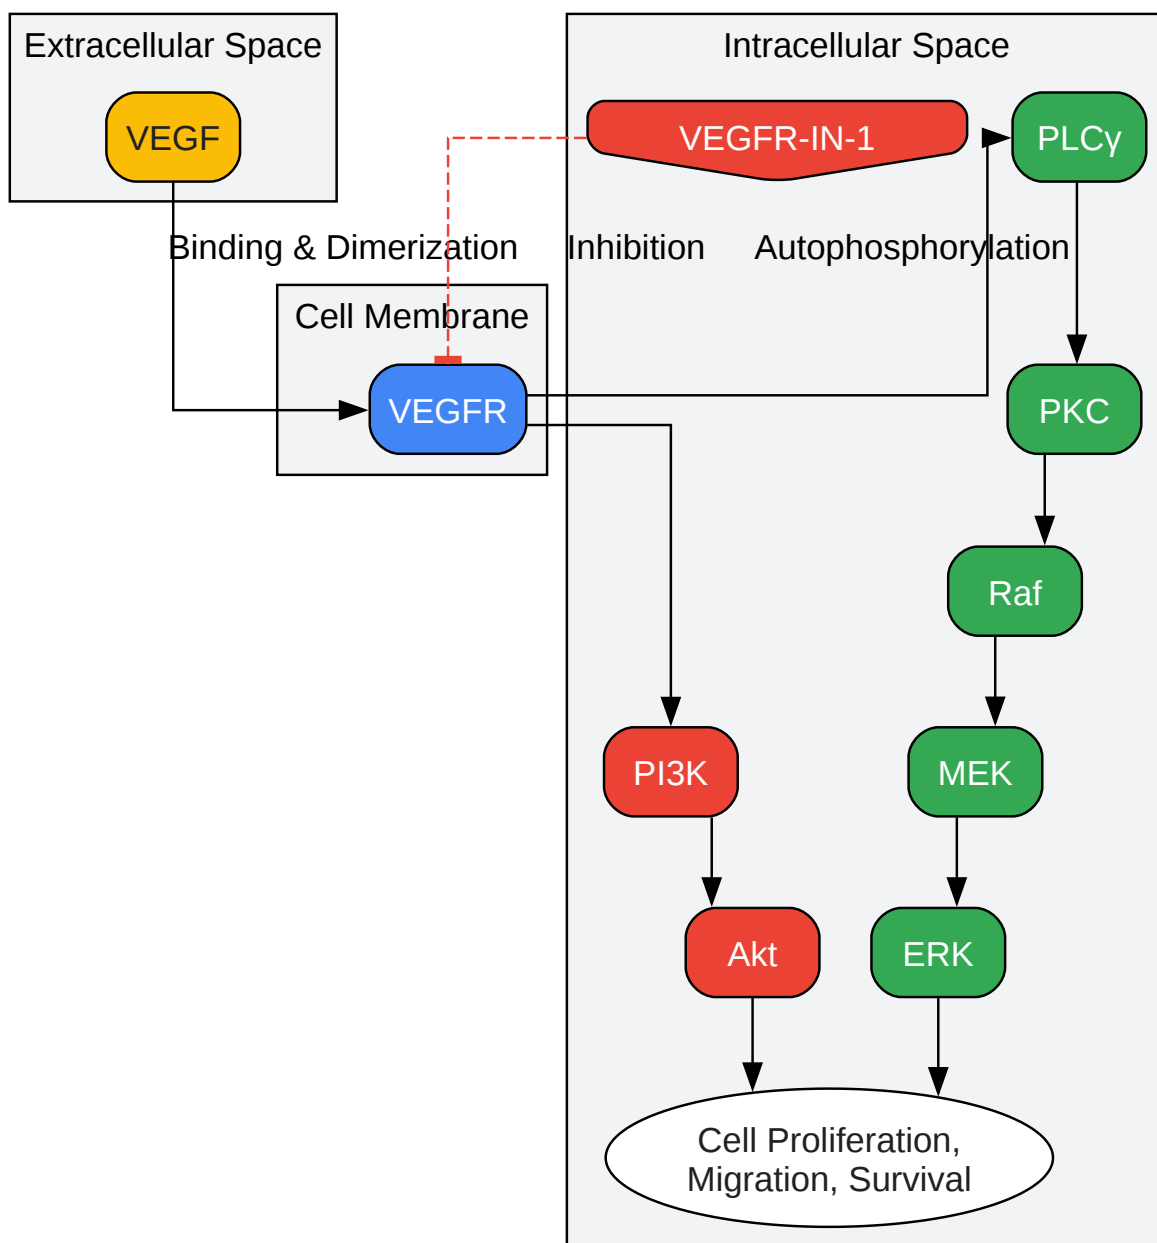 Extracellular Space
Intracellular Space
VEGF
VEGFR-IN-1
PLCγ
Binding & Dimerization
Inhibition
Autophosphorylation
Cell Membrane
VEGFR
PKC
Raf
PI3K
MEK
Akt
ERK
Cell Proliferation,
Migration, Survival